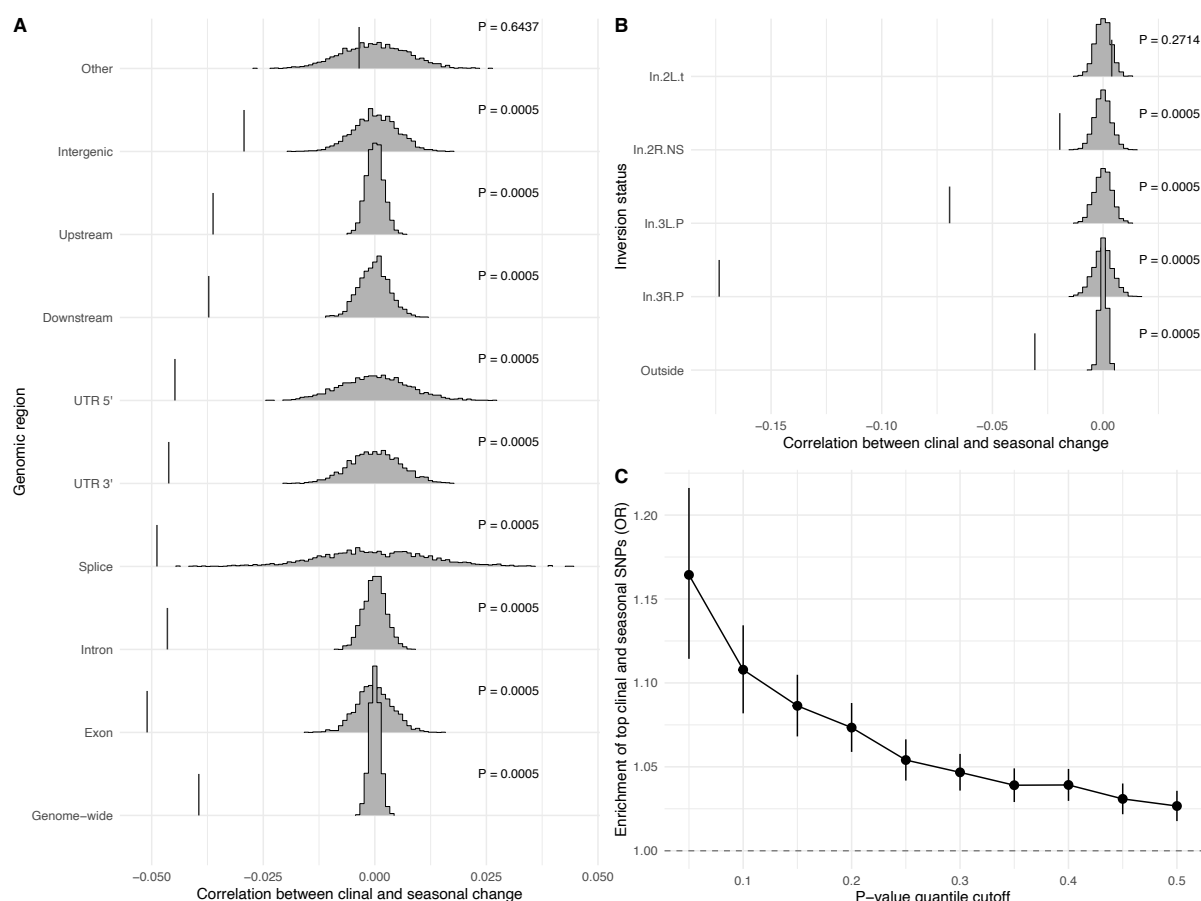 A
Genomic region
Other
P = 0.6437
Intergenic
P = 0.0005
Upstream
P = 0.0005
Downstream
P = 0.0005
UTR 5'
P = 0.0005
UTR 3'
P = 0.0005
Splice
P = 0.0005
Intron
P = 0.0005
Exon
P = 0.0005
Genome−wide
P = 0.0005
−0.050 −0.025 0.000 0.025 0.050
Correlation between clinal and seasonal change
B
Inversion status
In.2L.t
P = 0.2714
In.2R.NS
P = 0.0005
In.3L.P
P = 0.0005
In.3R.P
P = 0.0005
Outside
P = 0.0005
−0.15 −0.10 −0.05 0.00
Correlation between clinal and seasonal change
C
Enrichment of top clinal and seasonal SNPs (OR)
1.20
1.15
1.10
1.05
1.00
0.1 0.2 0.3 0.4 0.5
P−value quantile cutoff